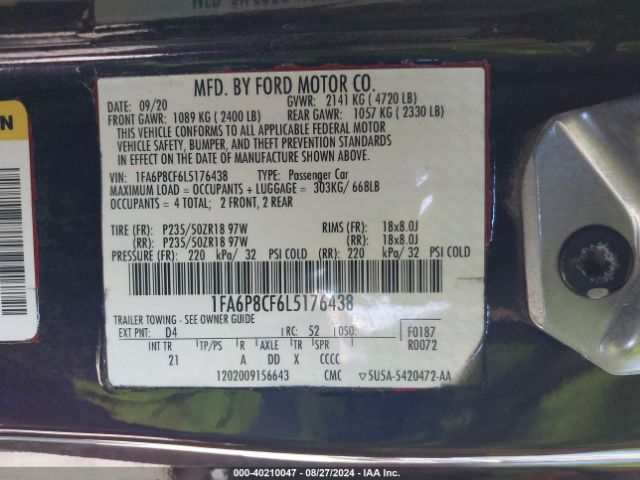 MFD. BY FORD MOTOR CO.
DATE: 09/20 GVWR: 2141 KG ( 4720 LB)
FRONT GAWR: 1089 KG ( 2400 LB) REAR GAWR: 1057 KG ( 2330 LB)
THIS VEHICLE CONFORMS TO ALL APPLICABLE FEDERAL MOTOR
VEHICLE SAFETY, BUMPER, AND THEFT PREVENTION STANDARDS
IN EFFECT ON THE DATE OF MANUFACTURE SHOWN ABOVE.
VIN: 1FA6P8CF6L5176438 TYPE: Passenger Car
MAXIMUM LOAD = OCCUPANTS + LUGGAGE = 303KG/ 668LB
OCCUPANTS = 4 TOTAL; 2 FRONT, 2 REAR
TIRE (FR): P235/50ZR18 97W RIMS (FR): 18x8.0J
(RR): P235/50ZR18 97W (RR): 18x8.0J
PRESSURE (FR): 220 kPa/ 32 PSI COLD (RR): 220 kPa/ 32 PSI COLD
1FA6P8CF6L5176438
TRAILER TOWING - SEE OWNER GUIDE
EXT PNT: D4 RC: 52 DSO: F0187
INT TR TP/PS R AXLE TR SPR R0072
21 A DD X CCCC
1202009156643 CMC ▽5U5A-5420472-AA
000-40210047 - 08/27/2024 - IAA Inc.